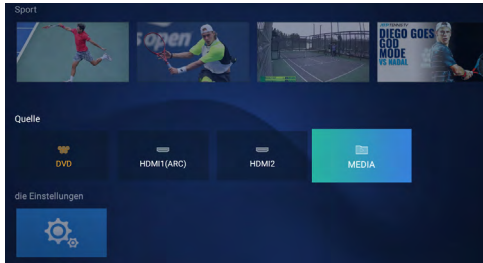 Sport
s open
DIEGO GOES
GOD
MODE
VS NADAL
Quelle
DVD
HDMI1(ARC)
HDMI2
MEDIA
die Einstellungen